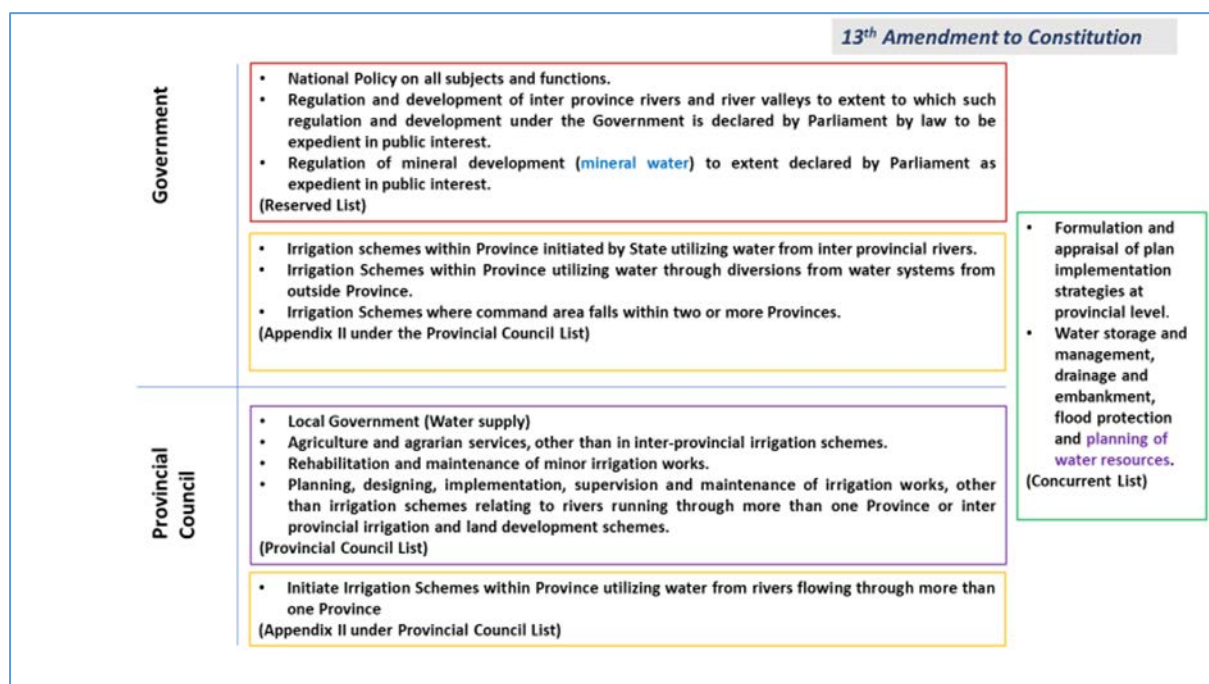 13th Amendment to Constitution
Government
• National Policy on all subjects and functions.
• Regulation and development of inter province rivers and river valleys to extent to which such
regulation and development under the Government is declared by Parliament by law to be
expedient in public interest.
• Regulation of mineral development (mineral water) to extent declared by Parliament as
expedient in public interest.
(Reserved List)
• Irrigation schemes within Province initiated by State utilizing water from inter provincial rivers.
• Irrigation Schemes within Province utilizing water through diversions from water systems from
outside Province.
• Irrigation Schemes where command area falls within two or more Provinces.
(Appendix II under the Provincial Council List)
Provincial
Council
• Local Government (Water supply)
• Agriculture and agrarian services, other than in inter-provincial irrigation schemes.
• Rehabilitation and maintenance of minor irrigation works.
• Planning, designing, implementation, supervision and maintenance of irrigation works, other
than irrigation schemes relating to rivers running through more than one Province or inter
provincial irrigation and land development schemes.
(Provincial Council List)
• Initiate Irrigation Schemes within Province utilizing water from rivers flowing through more than
one Province
(Appendix II under Provincial Council List)
• Formulation and
appraisal of plan
implementation
strategies at
provincial level.
• Water storage and
management,
drainage and
embankment,
flood protection
and planning of
water resources.
(Concurrent List)